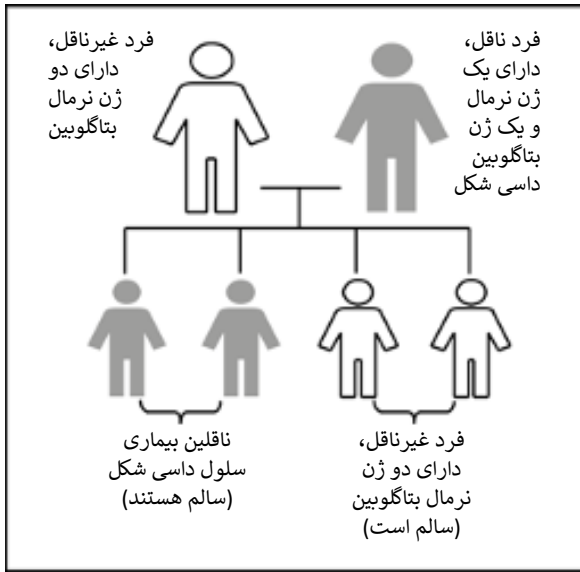 فرد ناقل،
دارای یک
ژن نرمال
و یک ژن
بتاگلوبین
داسی شکل
فرد غیرناقل،
دارای دو
ژن نرمال
بتاگلوبین
فرد غیرناقل،
دارای دو ژن
نرمال بتاگلوبین
(سالم است)
ناقلین بیماری
سلول داسی شکل
(سالم هستند)